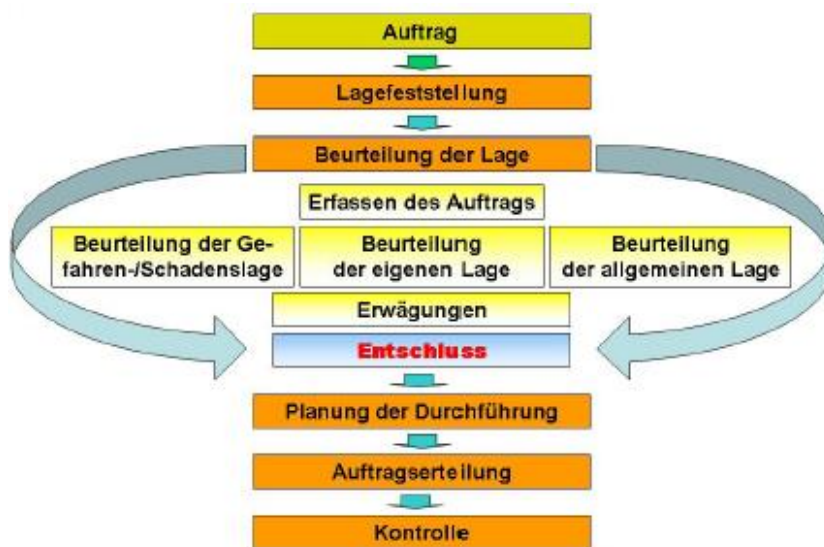 Auftrag
Lagefeststellung
Beurteilung der Lage
Erfassen des Auftrags
Beurteilung der Ge-
fahren-/Schadenslage
Beurteilung
der eigenen Lage
Beurteilung
der allgemeinen Lage
Erwägungen
Entschluss
Planung der Durchführung
Auftragserteilung
Kontrolle